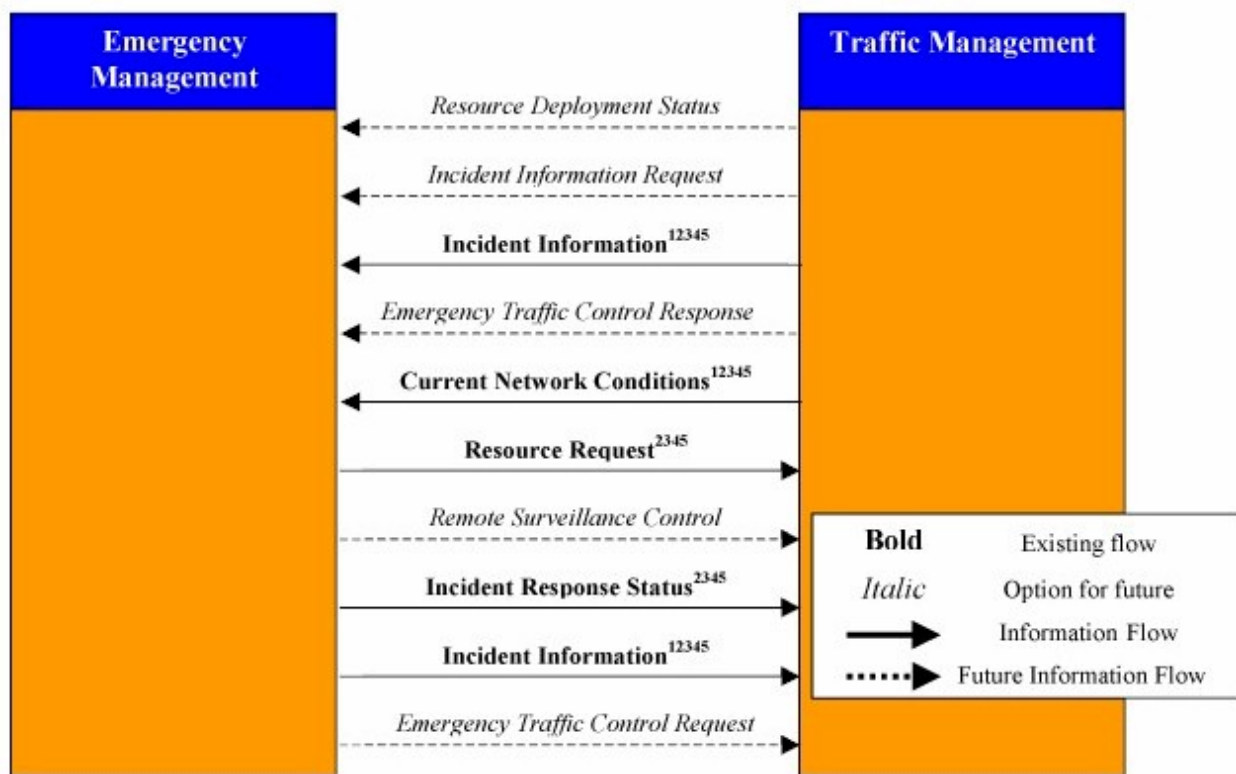 Emergency
Management
Traffic Management
Resource Deployment Status
Incident Information Request
Incident Information12345
Emergency Traffic Control Response
Current Network Conditions12345
Resource Request2345
Remote Surveillance Control
Incident Response Status2345
Incident Information12345
Emergency Traffic Control Request
Bold Existing flow
Italic Option for future
Information Flow
Future Information Flow